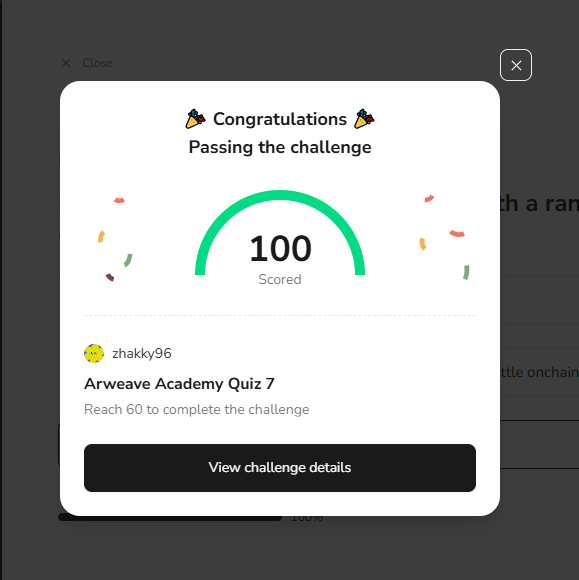 Close
🎉 Congratulations 🎉
Passing the challenge
th a ran
100
Scored
zhakky96
ttle onchain
Arweave Academy Quiz 7
Reach 60 to complete the challenge
View challenge details
100%